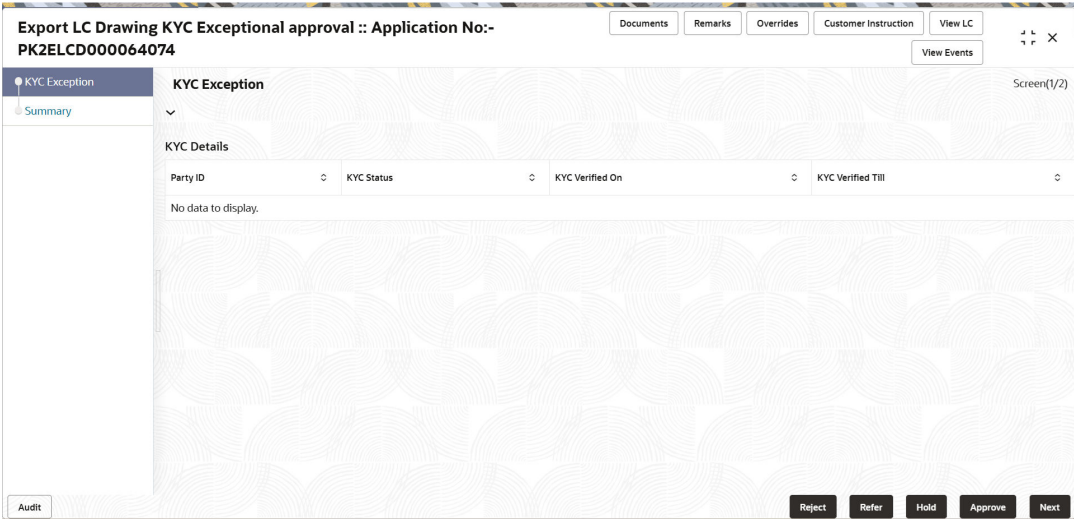 Export LC Drawing KYC Exceptional approval :: Application No:-
PK2ELCD000064074
Documents Remarks Overrides Customer Instruction View LC
View Events
KYC Exception
Summary
KYC Exception
Screen(1/2)
KYC Details
Party ID KYC Status KYC Verified On KYC Verified Till
No data to display.
Audit Reject Refer Hold Approve Next